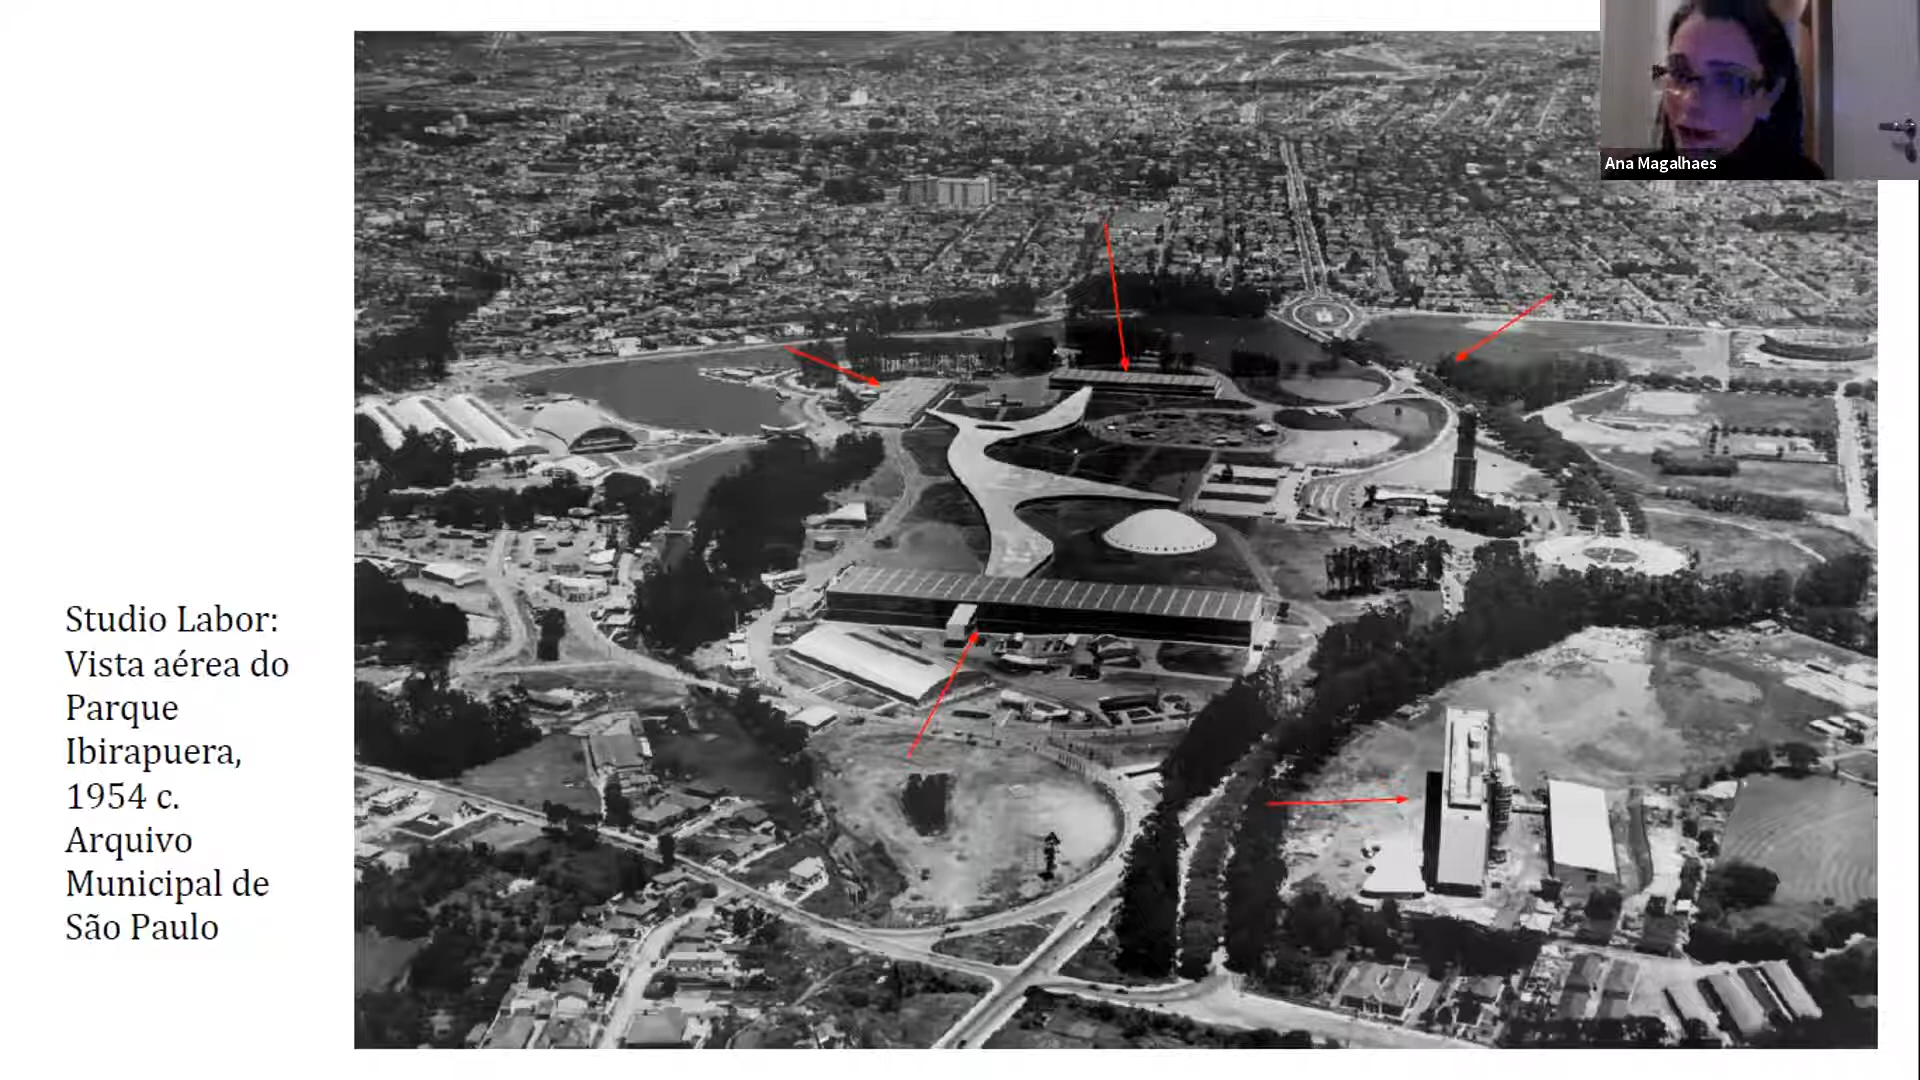 Ana Magalhaes
Studio Labor:
Vista aérea do
Parque
Ibirapuera,
1954 c.
Arquivo
Municipal de
São Paulo